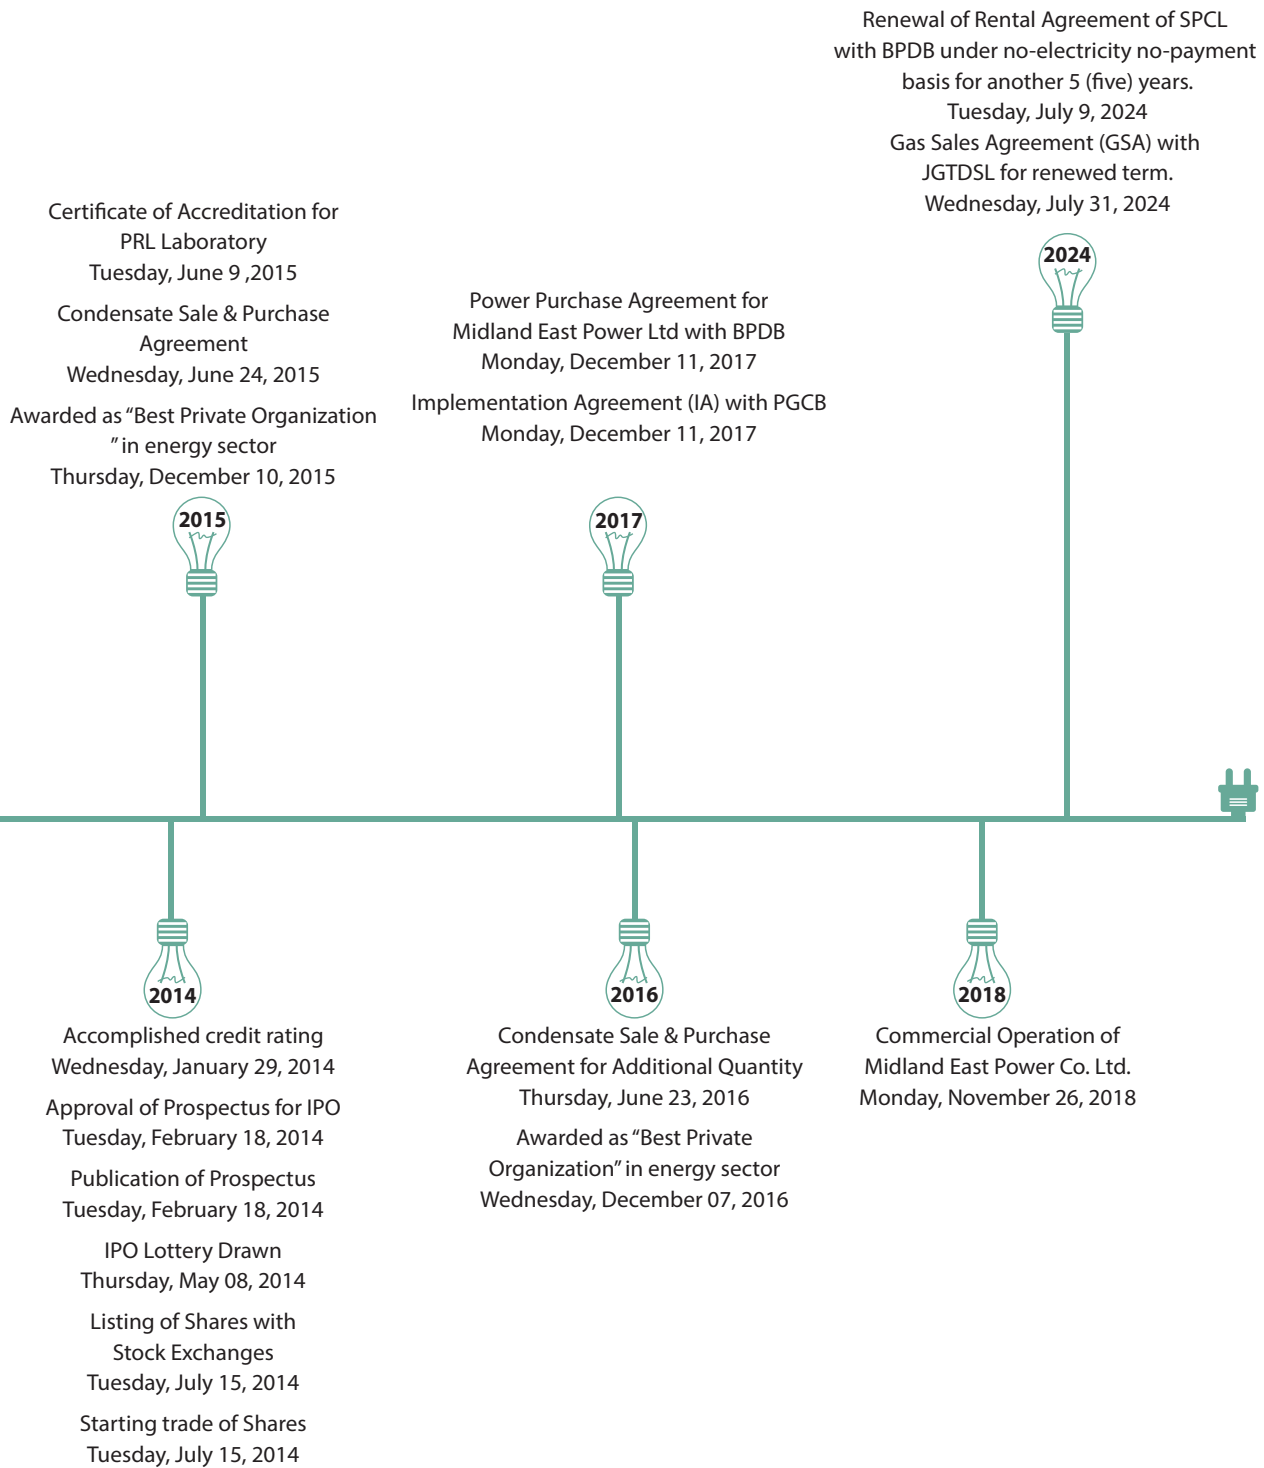 Renewal of Rental Agreement of SPCL
with BPDB under no-electricity no-payment
basis for another 5 (five) years.
Tuesday, July 9, 2024
Gas Sales Agreement (GSA) with
JGTDSL for renewed term.
Wednesday, July 31, 2024
2024
Certificate of Accreditation for
PRL Laboratory
Tuesday, June 9 ,2015
Condensate Sale & Purchase
Agreement
Wednesday, June 24, 2015
Awarded as “Best Private Organization
” in energy sector
Thursday, December 10, 2015
2015
Power Purchase Agreement for
Midland East Power Ltd with BPDB
Monday, December 11, 2017
Implementation Agreement (IA) with PGCB
Monday, December 11, 2017
2017
2014
Accomplished credit rating
Wednesday, January 29, 2014
Approval of Prospectus for IPO
Tuesday, February 18, 2014
Publication of Prospectus
Tuesday, February 18, 2014
IPO Lottery Drawn
Thursday, May 08, 2014
Listing of Shares with
Stock Exchanges
Tuesday, July 15, 2014
Starting trade of Shares
Tuesday, July 15, 2014
2016
Condensate Sale & Purchase
Agreement for Additional Quantity
Thursday, June 23, 2016
Awarded as “Best Private
Organization” in energy sector
Wednesday, December 07, 2016
2018
Commercial Operation of
Midland East Power Co. Ltd.
Monday, November 26, 2018